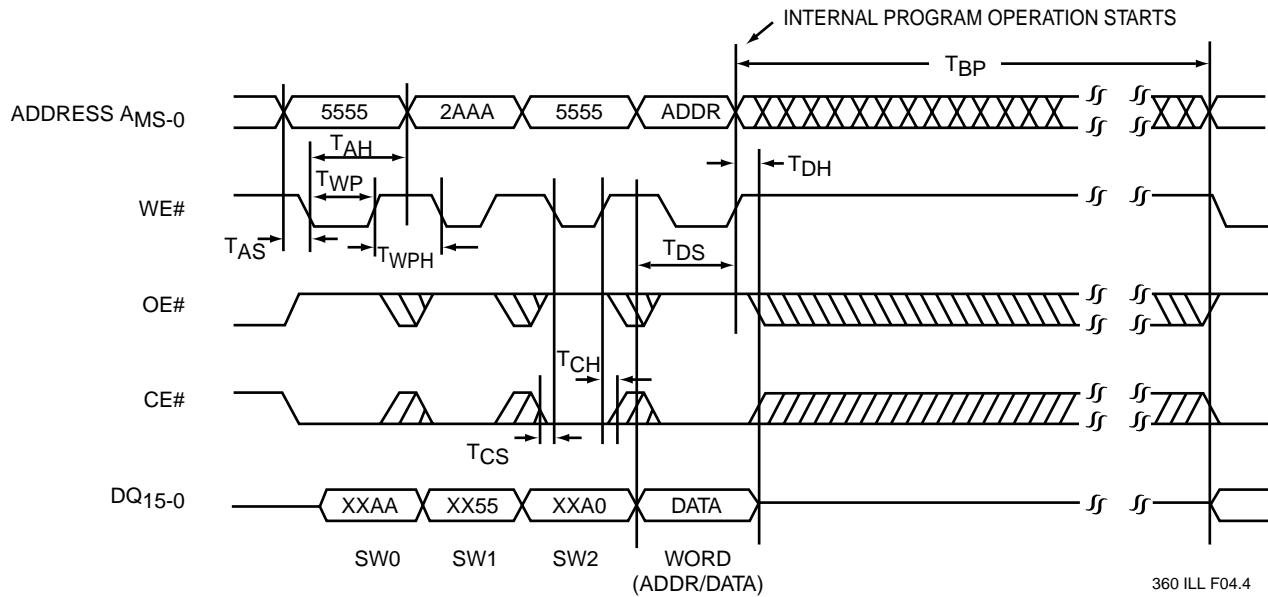 INTERNAL PROGRAM OPERATION STARTS
TBP
ADDRESS AMS-0
5555
2AAA
5555
ADDR
TAH
TDH
TWP
WE#
TAS
TWPH
TDS
OE#
TCH
CE#
TCS
DQ15-0
XXAA
XX55
XXA0
DATA
SW0
SW1
SW2
WORD
(ADDR/DATA)
360 ILL F04.4